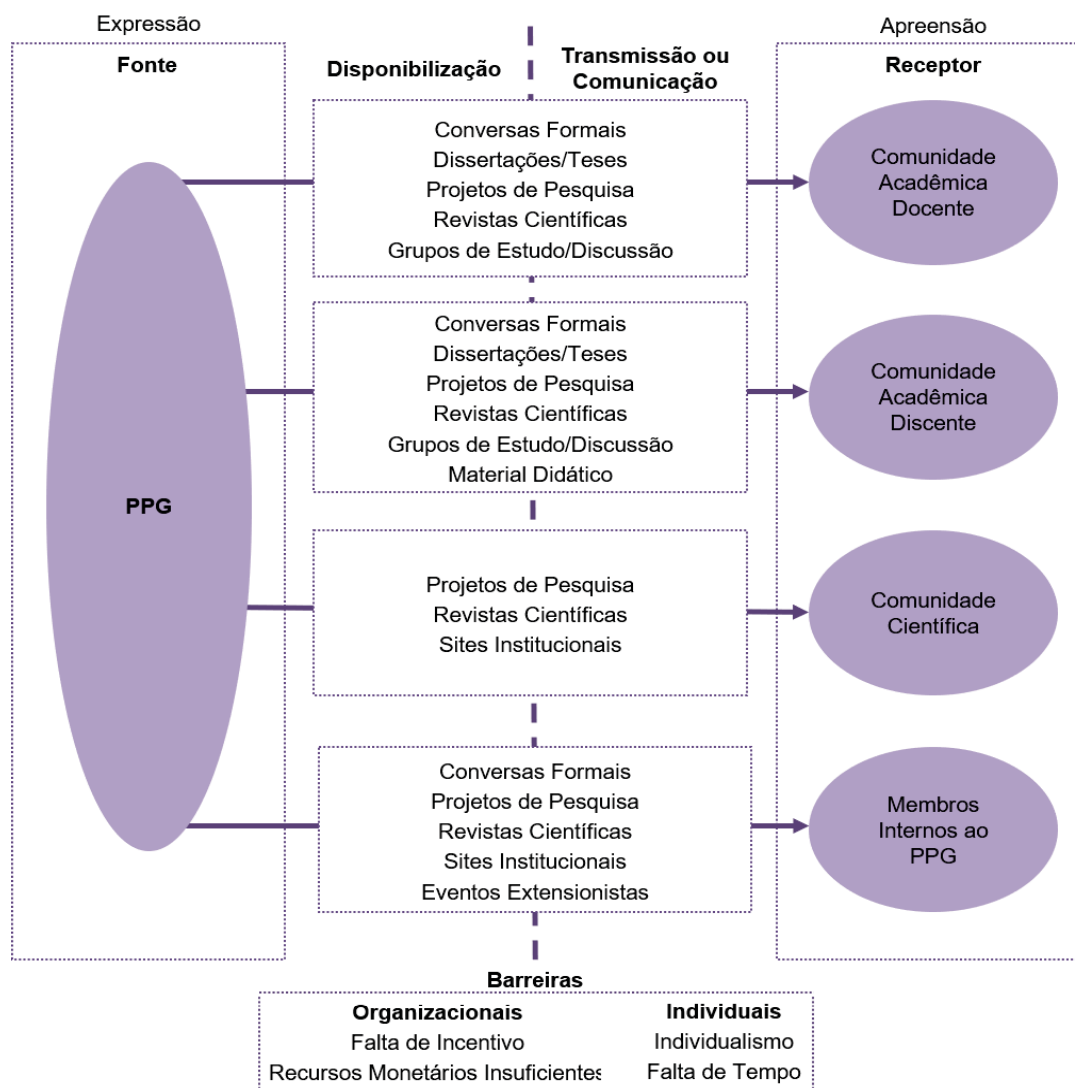 Expressão
Apreensão
Fonte
Disponibilização
Transmissão ou
Comunicação
Receptor
PPG
Conversas Formais
Dissertações/Teses
Projetos de Pesquisa
Revistas Científicas
Grupos de Estudo/Discussão
Comunidade
Acadêmica
Docente
Conversas Formais
Dissertações/Teses
Projetos de Pesquisa
Revistas Científicas
Grupos de Estudo/Discussão
Material Didático
Comunidade
Acadêmica
Discente
Projetos de Pesquisa
Revistas Científicas
Sites Institucionais
Comunidade
Científica
Conversas Formais
Projetos de Pesquisa
Revistas Científicas
Sites Institucionais
Eventos Extensionistas
Membros
Internos ao
PPG
Barreiras
Organizacionais
Falta de Incentivo
Recursos Monetários Insuficientes
Individuais
Individualismo
Falta de Tempo